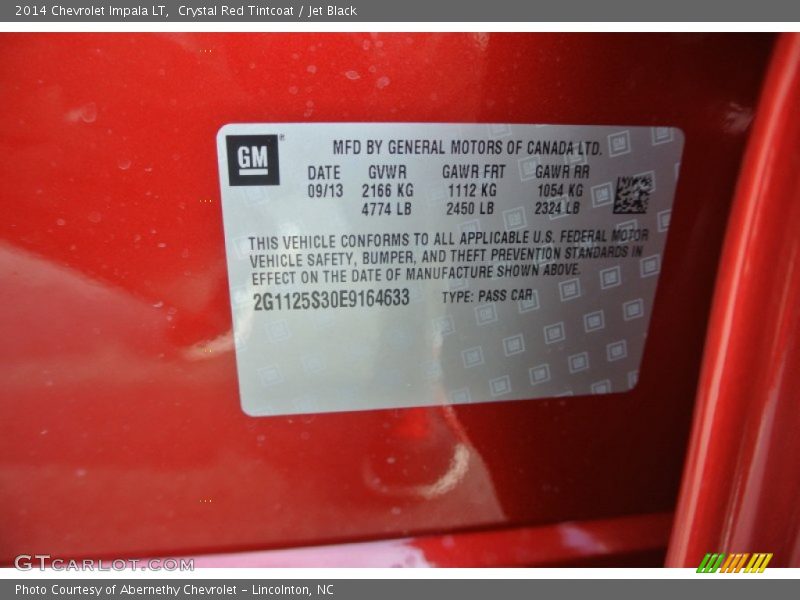 2014 Chevrolet Impala LT,  Crystal Red Tintcoat / Jet Black
GM
MFD BY GENERAL MOTORS OF CANADA LTD.
DATE GVWR GAWR FRT GAWR RR
09/13 2166 KG 1112 KG 1054 KG
4774 LB 2450 LB 2324 LB
THIS VEHICLE CONFORMS TO ALL APPLICABLE U.S. FEDERAL MOTOR
VEHICLE SAFETY, BUMPER, AND THEFT PREVENTION STANDARDS IN
EFFECT ON THE DATE OF MANUFACTURE SHOWN ABOVE.
2G1125S30E9164633 TYPE: PASS CAR
GTCarlot.com
Photo Courtesy of Abernethy Chevrolet – Lincolnton, NC